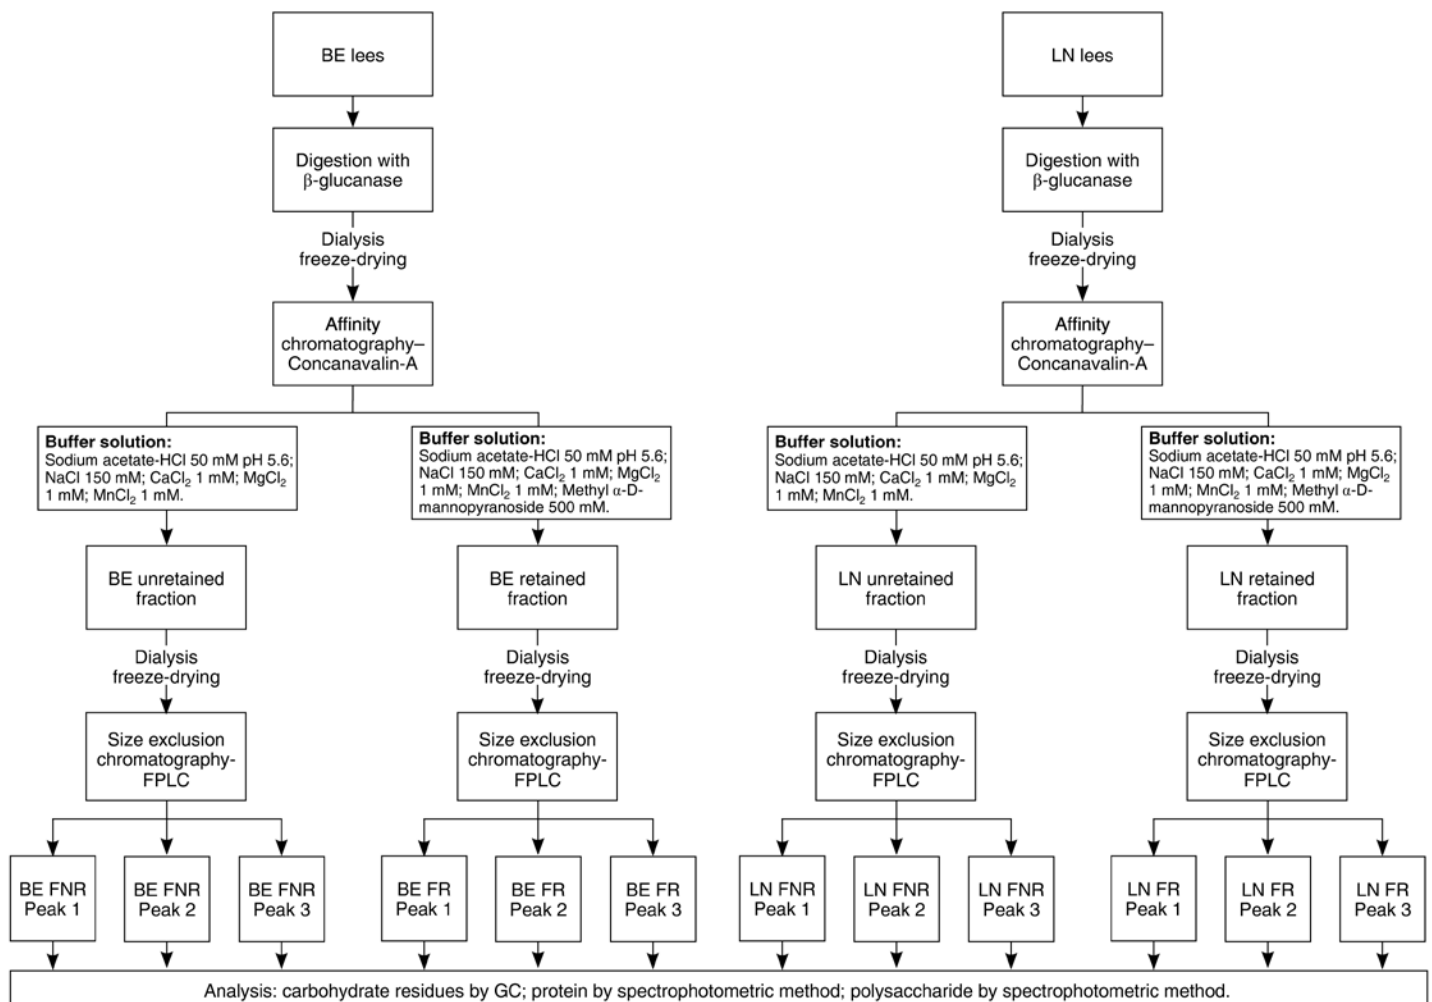 BE lees
LN lees
Digestion with
β-glucanase
Digestion with
β-glucanase
Dialysis
freeze-drying
Dialysis
freeze-drying
Affinity
chromatography–
Concanavalin-A
Affinity
chromatography–
Concanavalin-A
Buffer solution:
Sodium acetate-HCl 50 mM pH 5.6;
NaCl 150 mM; CaCl₂ 1 mM; MgCl₂
1 mM; MnCl₂ 1 mM.
Buffer solution:
Sodium acetate-HCl 50 mM pH 5.6;
NaCl 150 mM; CaCl₂ 1 mM; MgCl₂
1 mM; MnCl₂ 1 mM; Methyl α-D-
mannopyranoside 500 mM.
Buffer solution:
Sodium acetate-HCl 50 mM pH 5.6;
NaCl 150 mM; CaCl₂ 1 mM; MgCl₂
1 mM; MnCl₂ 1 mM.
Buffer solution:
Sodium acetate-HCl 50 mM pH 5.6;
NaCl 150 mM; CaCl₂ 1 mM; MgCl₂
1 mM; MnCl₂ 1 mM; Methyl α-D-
mannopyranoside 500 mM.
BE unretained
fraction
BE retained
fraction
LN unretained
fraction
LN retained
fraction
Dialysis
freeze-drying
Dialysis
freeze-drying
Dialysis
freeze-drying
Dialysis
freeze-drying
Size exclusion
chromatography-
FPLC
Size exclusion
chromatography-
FPLC
Size exclusion
chromatography-
FPLC
Size exclusion
chromatography-
FPLC
BE FNR
Peak 1
BE FNR
Peak 2
BE FNR
Peak 3
BE FR
Peak 1
BE FR
Peak 2
BE FR
Peak 3
LN FNR
Peak 1
LN FNR
Peak 2
LN FNR
Peak 3
LN FR
Peak 1
LN FR
Peak 2
LN FR
Peak 3
Analysis: carbohydrate residues by GC; protein by spectrophotometric method; polysaccharide by spectrophotometric method.